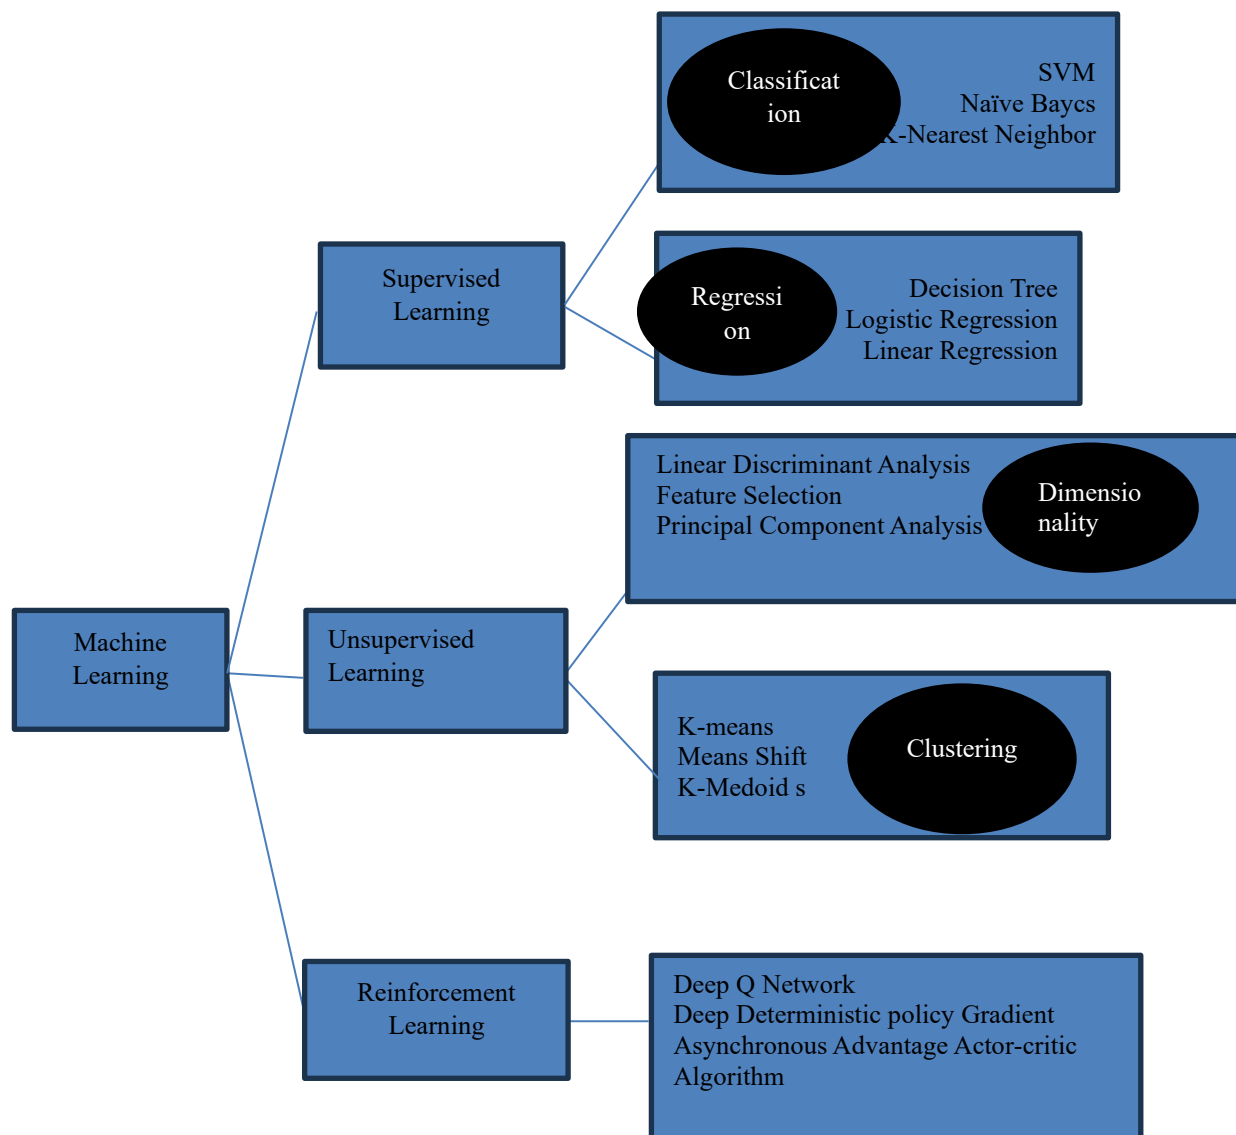 Classificat
ion
SVM
Naïve Baycs
K-Nearest Neighbor
Supervised
Learning
Regressi
on
Decision Tree
Logistic Regression
Linear Regression
Linear Discriminant Analysis
Feature Selection
Principal Component Analysis
Dimensio
nality
Machine
Learning
Unsupervised
Learning
K-means
Means Shift
K-Medoid s
Clustering
Reinforcement
Learning
Deep Q Network
Deep Deterministic policy Gradient
Asynchronous Advantage Actor-critic
Algorithm